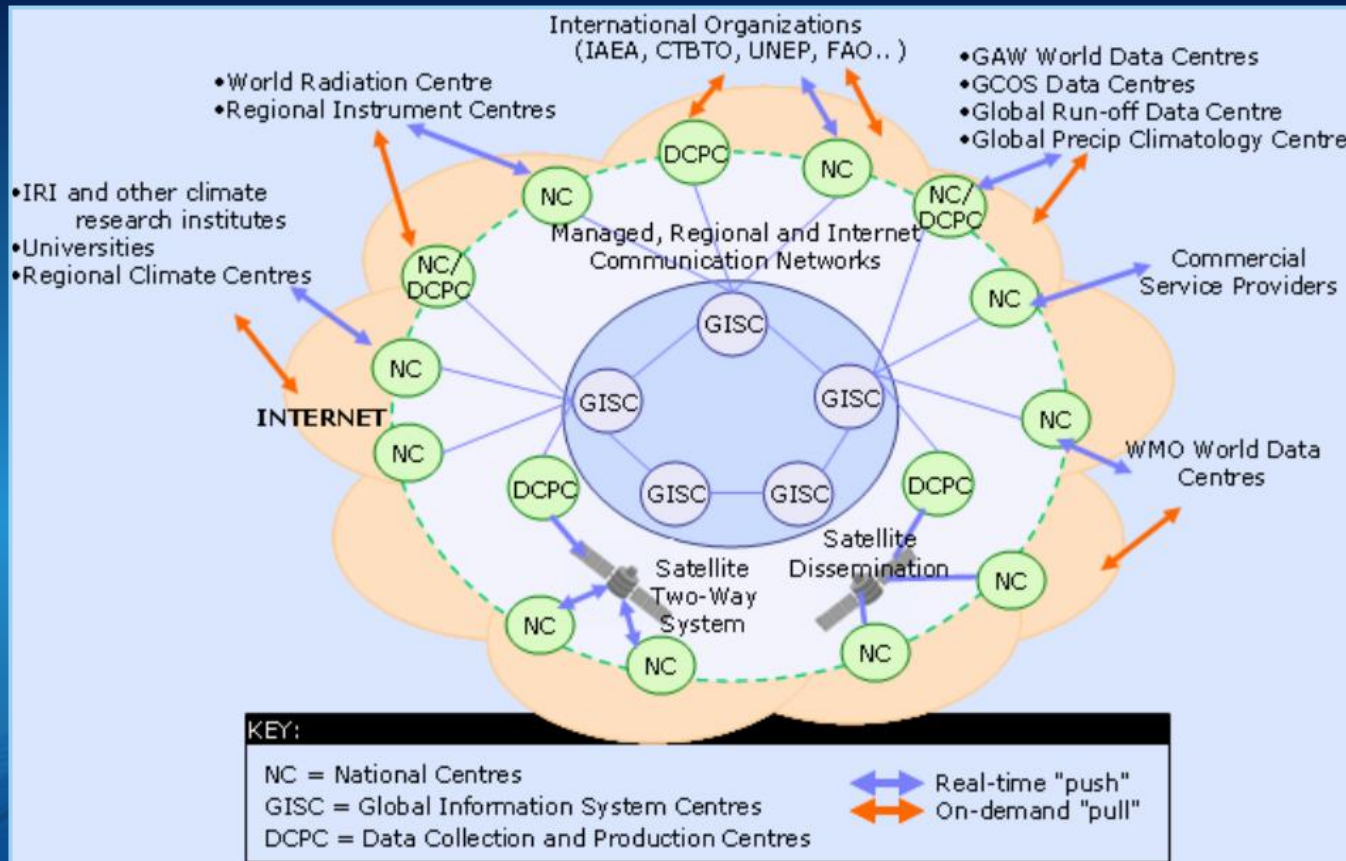 International Organizations
(IAEA, CTBTO, UNEP, FAO.. )
•World Radiation Centre
•Regional Instrument Centres
•GAW World Data Centres
•GCOS Data Centres
•Global Run-off Data Centre
•Global Precip Climatology Centre
•IRI and other climate
research institutes
•Universities
•Regional Climate Centres
DCPC
NC
NC
NC/
DCPC
Managed, Regional and Internet
Communication Networks
NC/
DCPC
Commercial
Service Providers
NC
GISC
NC
GISC
GISC
INTERNET
NC
NC
WMO World Data
Centres
DCPC
GISC
GISC
DCPC
Satellite
Dissemination
Satellite
Two-Way
System
NC
NC
NC
NC
KEY:
NC = National Centres
GISC = Global Information System Centres
DCPC = Data Collection and Production Centres
Real-time "push"
On-demand "pull"